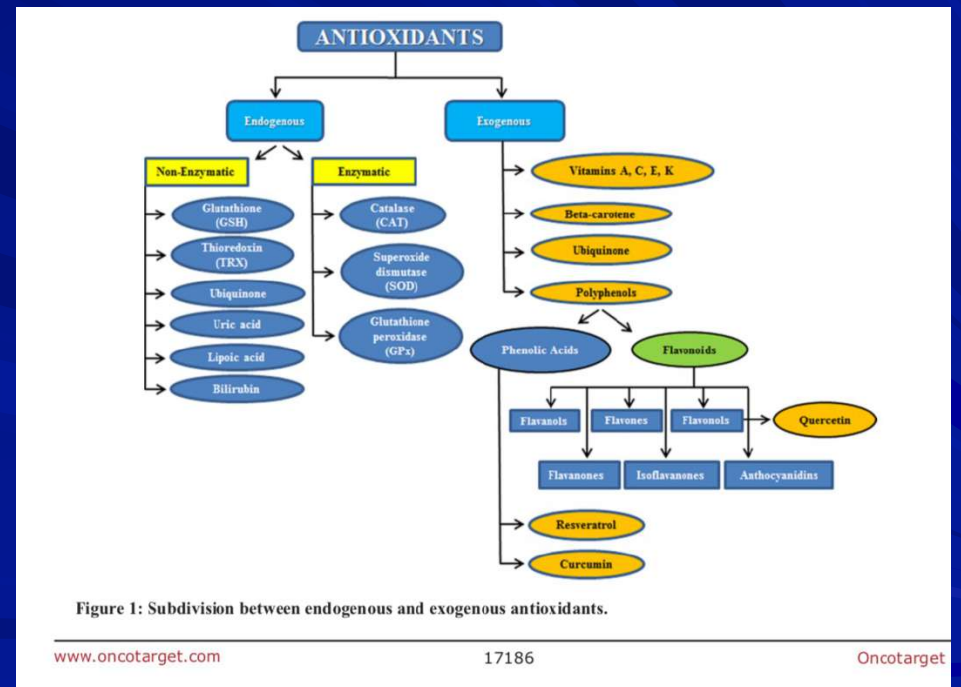 ANTIOXIDANTS
Endogenous
Exogenous
Non-Enzymatic
Enzymatic
Glutathione
(GSH)
Thioredoxin
(TRX)
Ubiquinone
Uric acid
Lipoic acid
Bilirubin
Catalase
(CAT)
Superoxide
dismutase
(SOD)
Glutathione
peroxidase
(GPx)
Vitamins A, C, E, K
Beta-carotene
Ubiquinone
Polyphenols
Phenolic Acids
Flavonoids
Flavanols
Flavones
Flavonols
Quercetin
Flavanones
Isoflavanones
Anthocyanidins
Resveratrol
Curcumin
Figure 1: Subdivision between endogenous and exogenous antioxidants.
www.oncotarget.com
17186
Oncotarget